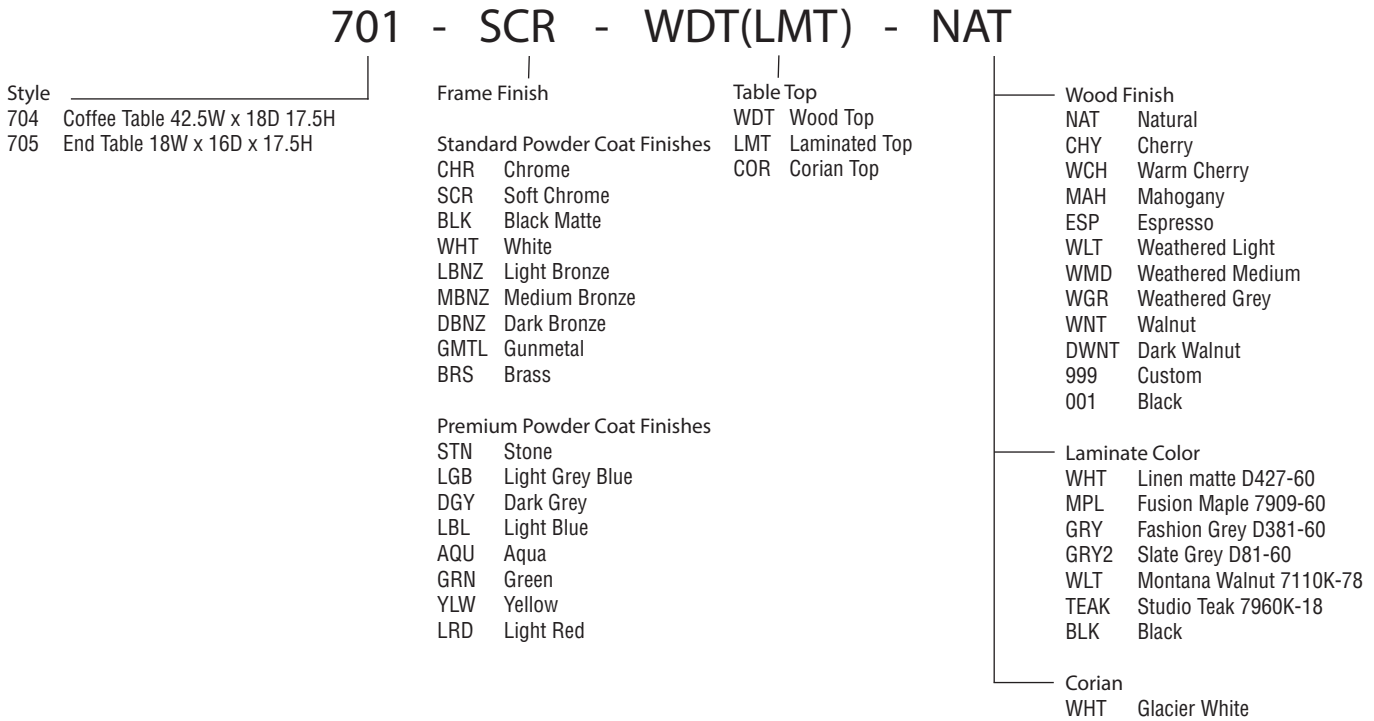 701 - SCR - WDT(LMT) - NAT
Style
704 Coffee Table 42.5W x 18D 17.5H
705 End Table 18W x 16D x 17.5H
Frame Finish
Standard Powder Coat Finishes
CHR Chrome
SCR Soft Chrome
BLK Black Matte
WHT White
LBNZ Light Bronze
MBNZ Medium Bronze
DBNZ Dark Bronze
GMTL Gunmetal
BRS Brass
Premium Powder Coat Finishes
STN Stone
LGB Light Grey Blue
DGY Dark Grey
LBL Light Blue
AQU Aqua
GRN Green
YLW Yellow
LRD Light Red
Table Top
WDT Wood Top
LMT Laminated Top
COR Corian Top
Wood Finish
NAT Natural
CHY Cherry
WCH Warm Cherry
MAH Mahogany
ESP Espresso
WLT Weathered Light
WMD Weathered Medium
WGR Weathered Grey
WNT Walnut
DWNT Dark Walnut
999 Custom
001 Black
Laminate Color
WHT Linen matte D427-60
MPL Fusion Maple 7909-60
GRY Fashion Grey D381-60
GRY2 Slate Grey D81-60
WLT Montana Walnut 7110K-78
TEAK Studio Teak 7960K-18
BLK Black
Corian
WHT Glacier White